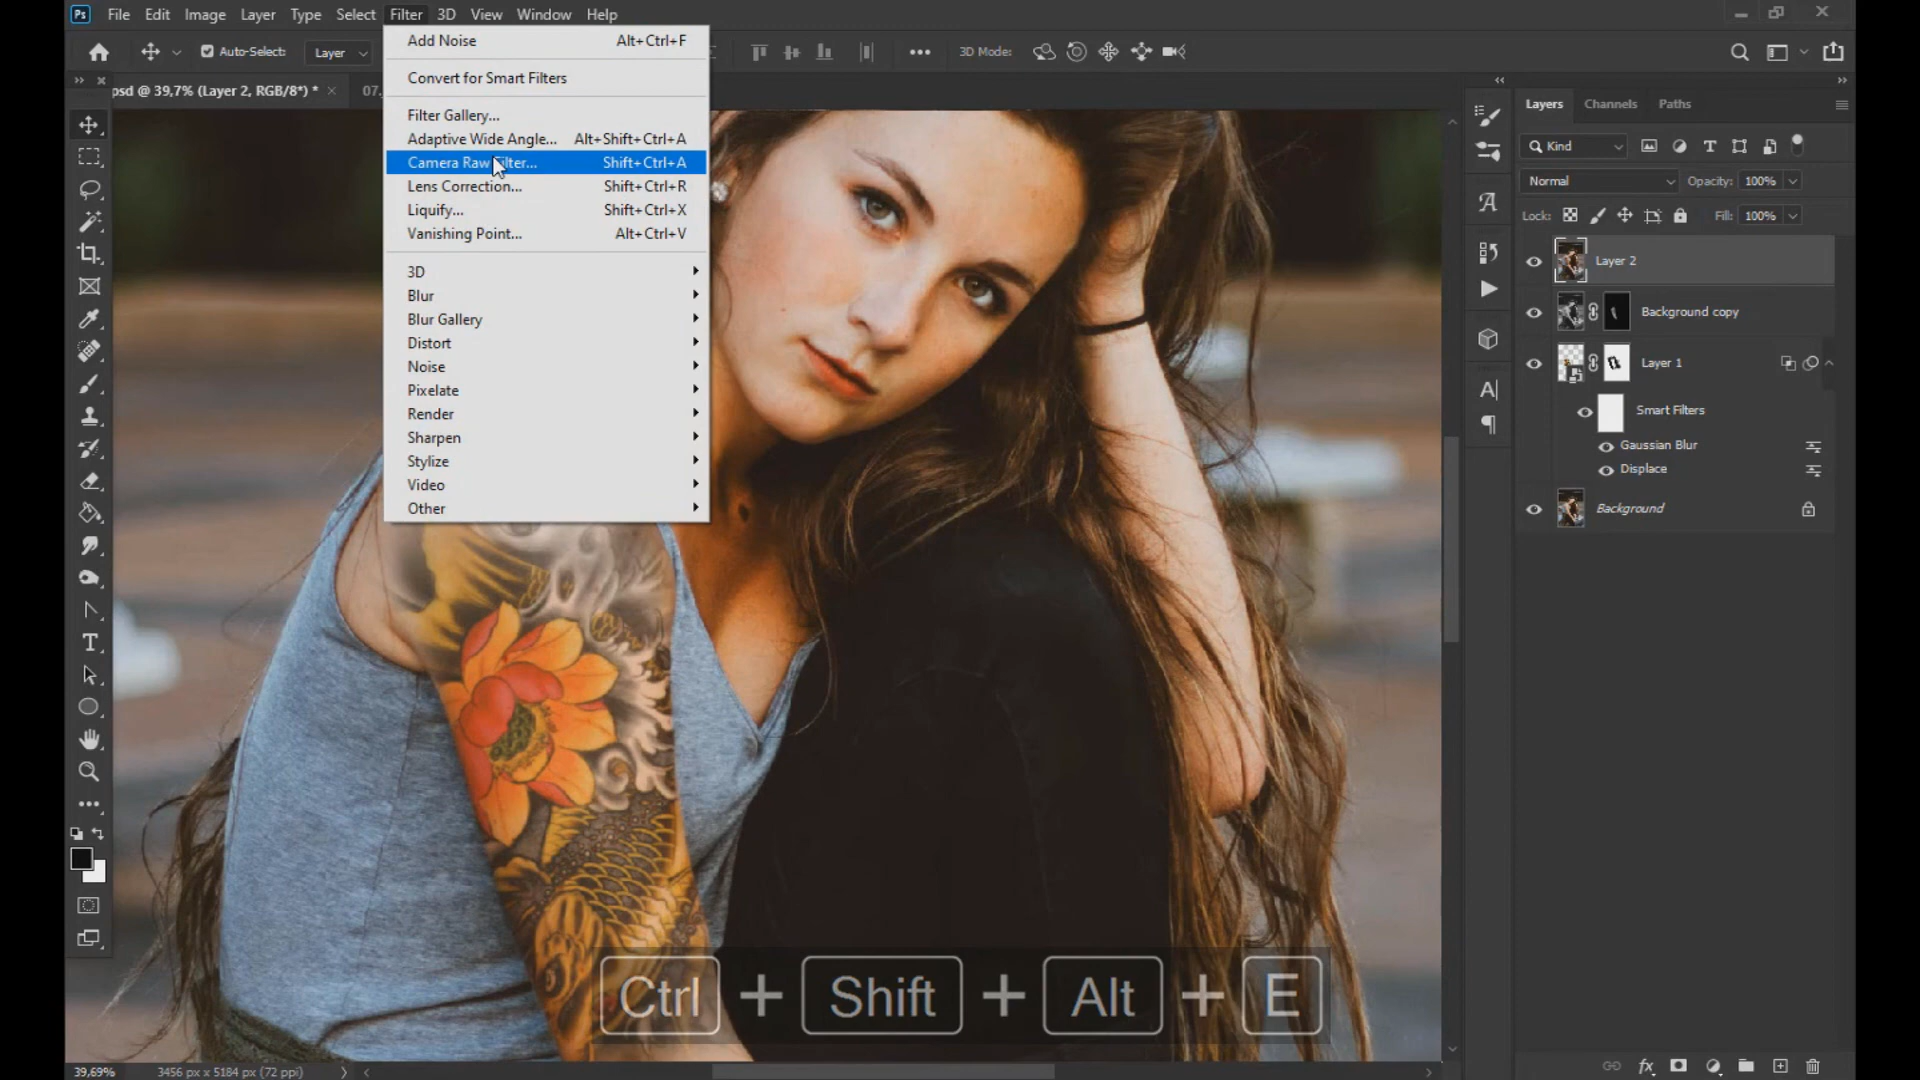 Ps File Edit Image Layer Type Select Filter 3D View Window Help
Auto-Select: Layer 3D Mode:
psd @ 39,7% (Layer 2, RGB/8*) * 07.
Add Noise Alt+Ctrl+F
Convert for Smart Filters
Filter Gallery...
Adaptive Wide Angle... Alt+Shift+Ctrl+A
Camera Raw Filter... Shift+Ctrl+A
Lens Correction... Shift+Ctrl+R
Liquify... Shift+Ctrl+X
Vanishing Point... Alt+Ctrl+V
3D
Blur
Blur Gallery
Distort
Noise
Pixelate
Render
Sharpen
Stylize
Video
Other
Layers Channels Paths
Kind
Normal Opacity: 100%
Lock: Fill: 100%
Layer 2
Background copy
Layer 1
Smart Filters
Gaussian Blur
Displace
Background
Ctrl + Shift + Alt + E
39,69% 3456 px x 5184 px (72 ppi)